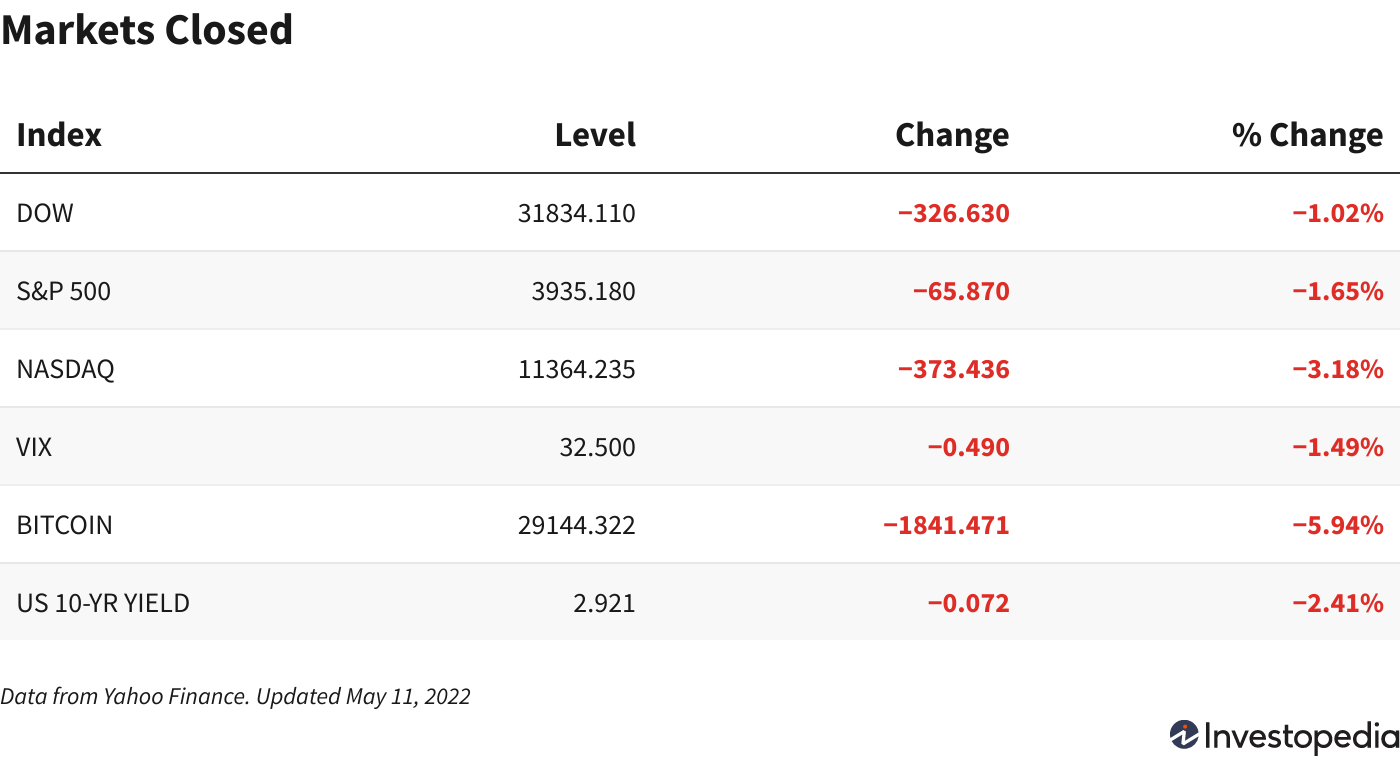 Markets Closed
Index Level Change % Change
DOW 31834.110 −326.630 −1.02%
S&P 500 3935.180 −65.870 −1.65%
NASDAQ 11364.235 −373.436 −3.18%
VIX 32.500 −0.490 −1.49%
BITCOIN 29144.322 −1841.471 −5.94%
US 10-YR YIELD 2.921 −0.072 −2.41%
Data from Yahoo Finance. Updated May 11, 2022
Investopedia